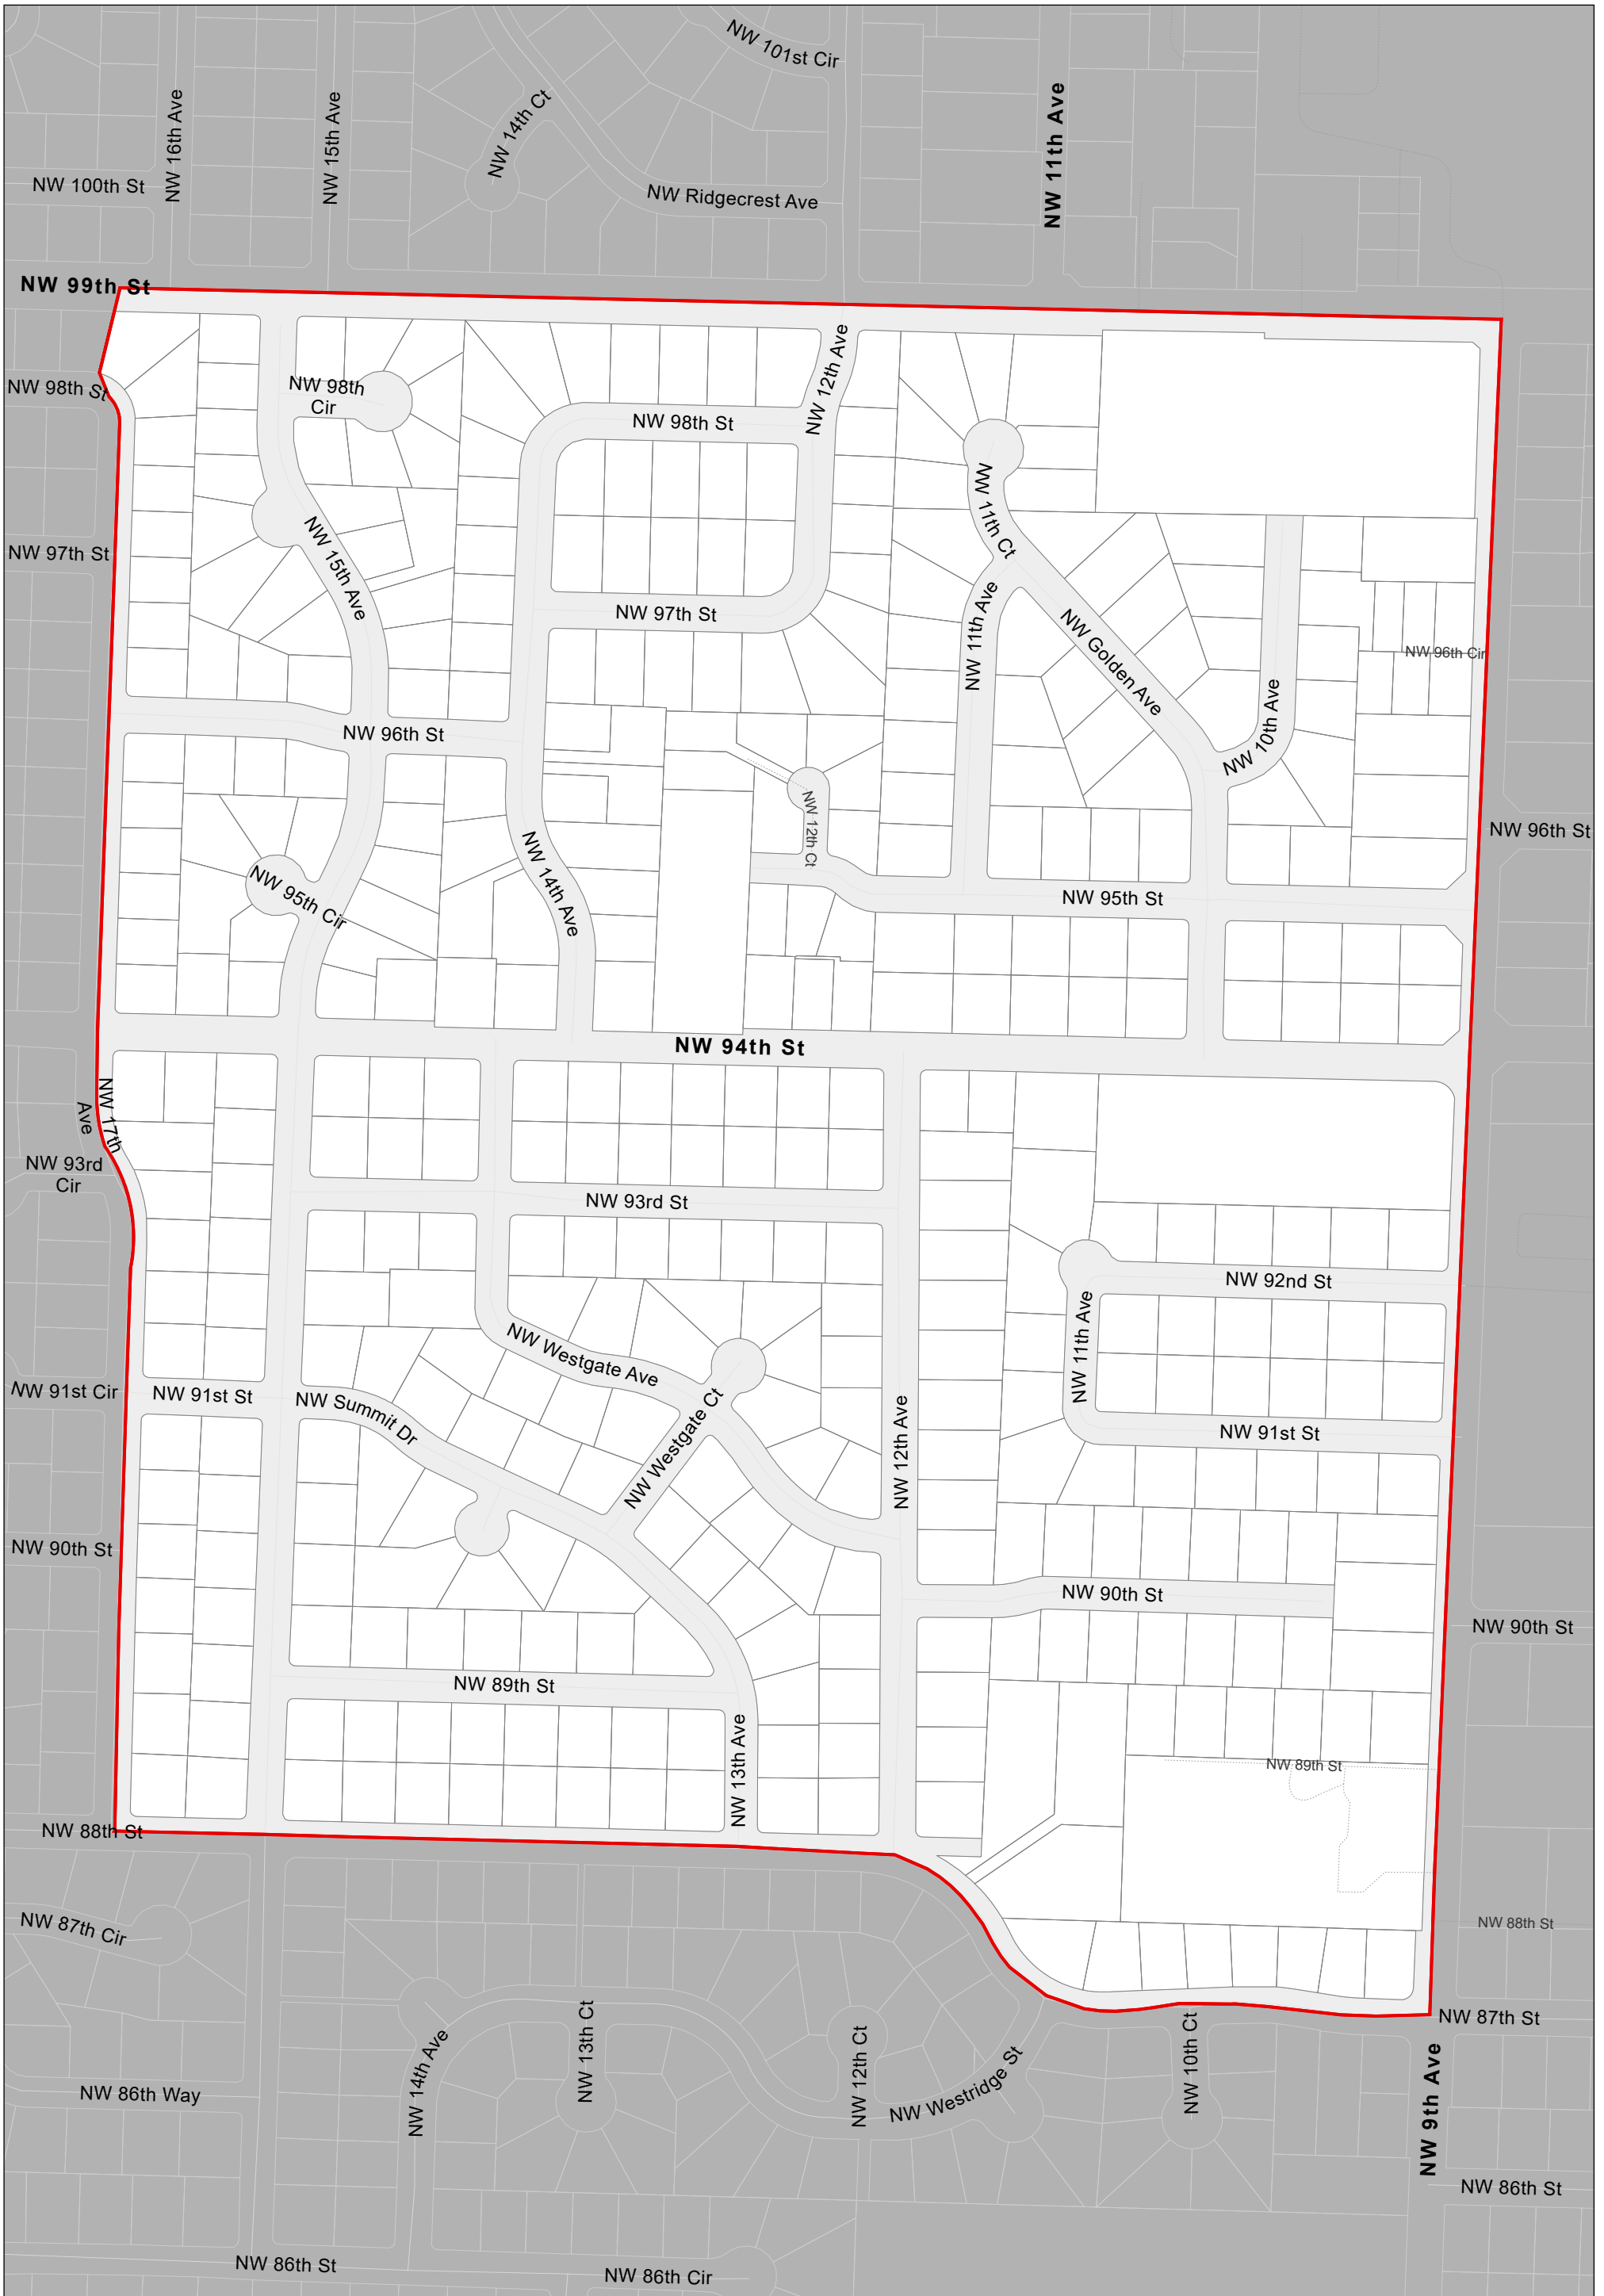 NW 101st Cir
NW 16th Ave
NW 15th Ave
NW 14th Ct
NW 11th Ave
NW 100th St
NW Ridgecrest Ave
NW 99th St
NW 12th Ave
NW 98th St
NW 98th
Cir
NW 98th St
NW 11th Ct
NW 15th Ave
NW 97th St
NW 97th St
NW 11th Ave
NW Golden Ave
NW 96th Cir
NW 10th Ave
NW 96th St
NW 12th Ct
NW 96th St
NW 14th Ave
NW 95th Cir
NW 95th St
NW 94th St
NW 17th
Ave
NW 93rd
Cir
NW 93rd St
NW 92nd St
NW 11th Ave
NW Westgate Ave
NW 91st Cir
NW 91st St
NW Summit Dr
NW Westgate Ct
NW 12th Ave
NW 91st St
NW 90th St
NW 90th St
NW 90th St
NW 89th St
NW 13th Ave
NW 89th St
NW 88th St
NW 87th Cir
NW 88th St
NW 87th St
NW 14th Ave
NW 13th Ct
NW 12th Ct
NW Westridge St
NW 10th Ct
NW 9th Ave
NW 86th Way
NW 86th St
NW 86th St
NW 86th Cir